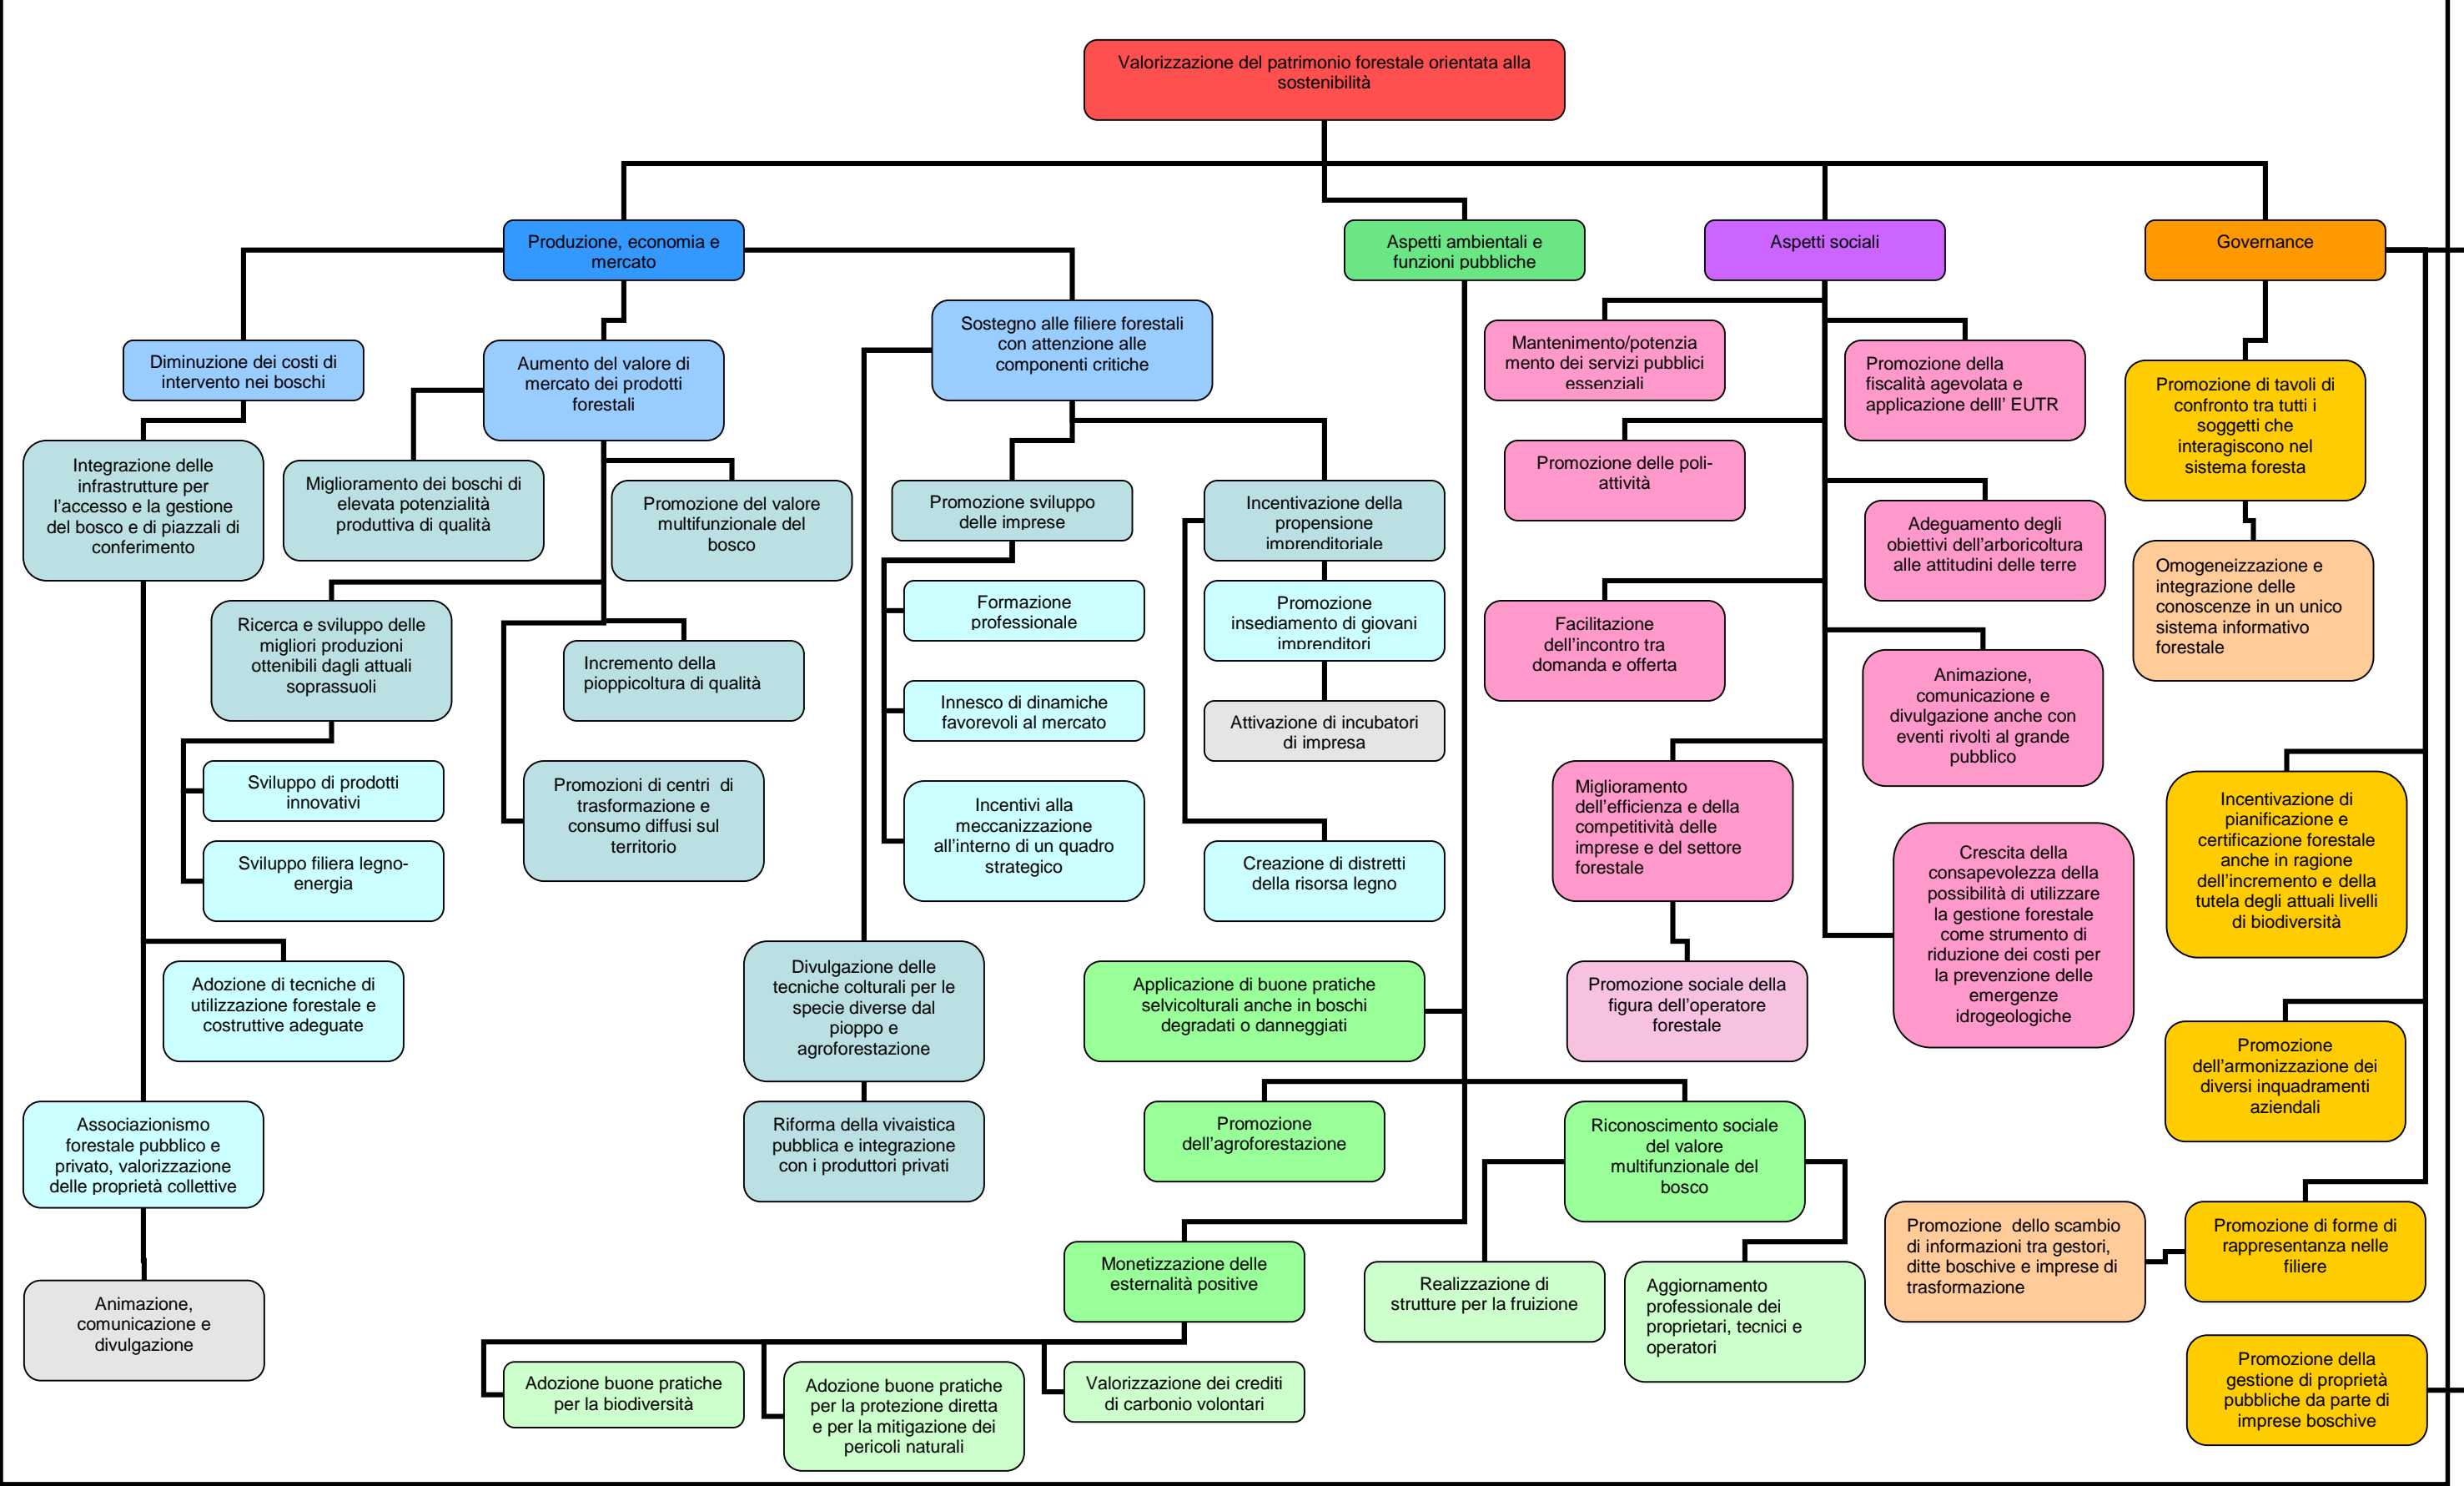 Valorizzazione del patrimonio forestale orientata alla
sostenibilità
Produzione, economia e
mercato
Aspetti ambientali e
funzioni pubbliche
Aspetti sociali
Governance
Diminuzione dei costi di
intervento nei boschi
Aumento del valore di
mercato dei prodotti
forestali
Sostegno alle filiere forestali
con attenzione alle
componenti critiche
Mantenimento/potenzia
mento dei servizi pubblici
essenziali
Promozione della
fiscalità agevolata e
applicazione delll' EUTR
Promozione di tavoli di
confronto tra tutti i
soggetti che
interagiscono nel
sistema foresta
Integrazione delle
infrastrutture per
l'accesso e la gestione
del bosco e di piazzali di
conferimento
Miglioramento dei boschi di
elevata potenzialità
produttiva di qualità
Promozione del valore
multifunzionale del
bosco
Promozione sviluppo
delle imprese
Incentivazione della
propensione
imprenditoriale
Promozione delle poli-
attività
Adeguamento degli
obiettivi dell'arboricoltura
alle attitudini delle terre
Omogeneizzazione e
integrazione delle
conoscenze in un unico
sistema informativo
forestale
Ricerca e sviluppo delle
migliori produzioni
ottenibili dagli attuali
soprassuoli
Incremento della
pioppicoltura di qualità
Formazione
professionale
Promozione
insediamento di giovani
imprenditori
Facilitazione
dell'incontro tra
domanda e offerta
Animazione,
comunicazione e
divulgazione anche con
eventi rivolti al grande
pubblico
Innesco di dinamiche
favorevoli al mercato
Attivazione di incubatori
di impresa
Sviluppo di prodotti
innovativi
Promozioni di centri  di
trasformazione e
consumo diffusi sul
territorio
Incentivi alla
meccanizzazione
all'interno di un quadro
strategico
Miglioramento
dell'efficienza e della
competitività delle
imprese e del settore
forestale
Incentivazione di
pianificazione e
certificazione forestale
anche in ragione
dell'incremento e della
tutela degli attuali livelli
di biodiversità
Sviluppo filiera legno-
energia
Creazione di distretti
della risorsa legno
Crescita della
consapevolezza della
possibilità di utilizzare
la gestione forestale
come strumento di
riduzione dei costi per
la prevenzione delle
emergenze
idrogeologiche
Adozione di tecniche di
utilizzazione forestale e
costruttive adeguate
Divulgazione delle
tecniche colturali per le
specie diverse dal
pioppo e
agroforestazione
Applicazione di buone pratiche
selvicolturali anche in boschi
degradati o danneggiati
Promozione sociale della
figura dell'operatore
forestale
Promozione
dell'armonizzazione dei
diversi inquadramenti
aziendali
Associazionismo
forestale pubblico e
privato, valorizzazione
delle proprietà collettive
Riforma della vivaistica
pubblica e integrazione
con i produttori privati
Promozione
dell'agroforestazione
Riconoscimento sociale
del valore
multifunzionale del
bosco
Promozione  dello scambio
di informazioni tra gestori,
ditte boschive e imprese di
trasformazione
Promozione di forme di
rappresentanza nelle
filiere
Monetizzazione delle
esternalità positive
Realizzazione di
strutture per la fruizione
Aggiornamento
professionale dei
proprietari, tecnici e
operatori
Animazione,
comunicazione e
divulgazione
Adozione buone pratiche
per la biodiversità
Adozione buone pratiche
per la protezione diretta
e per la mitigazione dei
pericoli naturali
Valorizzazione dei crediti
di carbonio volontari
Promozione della
gestione di proprietà
pubbliche da parte di
imprese boschive